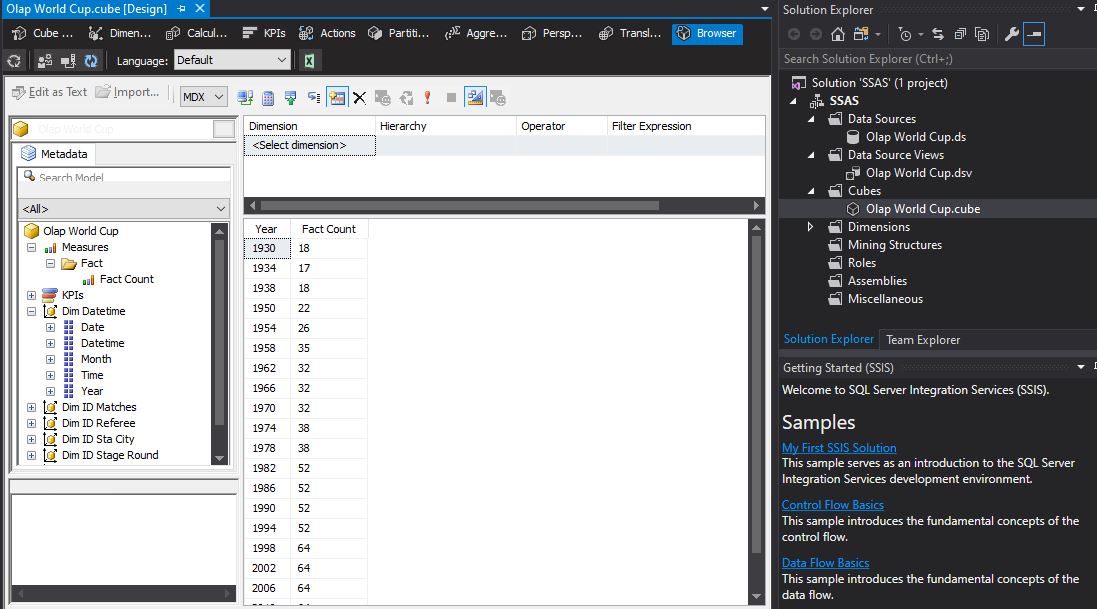 Olap World Cup.cube [Design]
Cube ... Dimen... Calcul... KPIs Actions Partiti... Aggre... Persp... Transl... Browser
Language: Default
Edit as Text Import... MDX
Olap World Cup
Metadata
Search Model
<All>
Olap World Cup
Measures
Fact
Fact Count
KPIs
Dim Datetime
Date
Datetime
Month
Time
Year
Dim ID Matches
Dim ID Referee
Dim ID Sta City
Dim ID Stage Round
Dimension Hierarchy Operator Filter Expression
<Select dimension>
Year Fact Count
1930 18
1934 17
1938 18
1950 22
1954 26
1958 35
1962 32
1966 32
1970 32
1974 38
1978 38
1982 52
1986 52
1990 52
1994 52
1998 64
2002 64
2006 64
Solution Explorer
Search Solution Explorer (Ctrl+;)
Solution 'SSAS' (1 project)
SSAS
Data Sources
Olap World Cup.ds
Data Source Views
Olap World Cup.dsv
Cubes
Olap World Cup.cube
Dimensions
Mining Structures
Roles
Assemblies
Miscellaneous
Solution Explorer Team Explorer
Getting Started (SSIS)
Welcome to SQL Server Integration Services (SSIS).
Samples
My First SSIS Solution
This sample serves as an introduction to the SQL Server
Integration Services development environment.
Control Flow Basics
This sample introduces the fundamental concepts of the
control flow.
Data Flow Basics
This sample introduces the fundamental concepts of the
data flow.